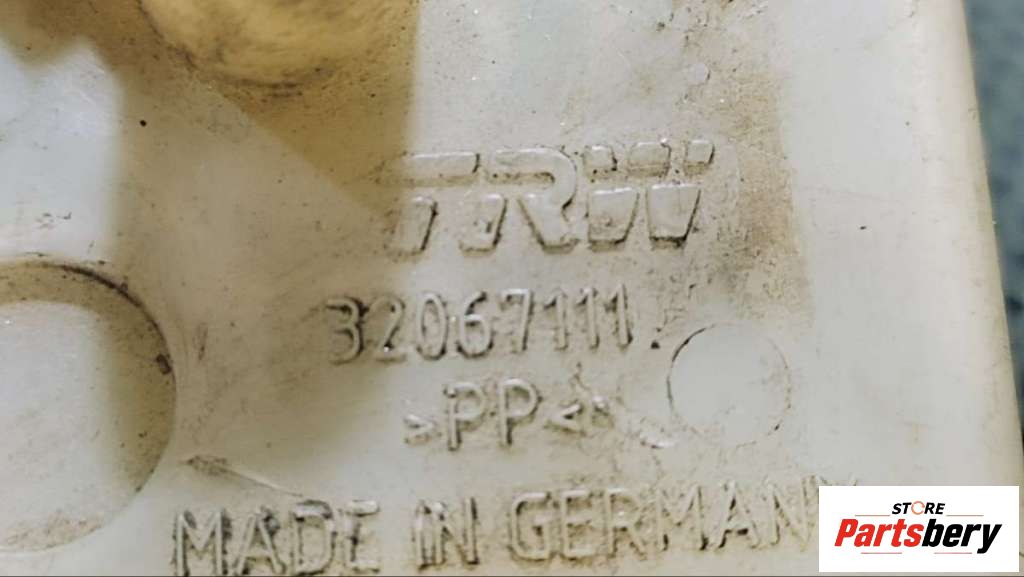 TRW
32067111
>PP<
MADE IN GERMANY
STORE
Partsbery